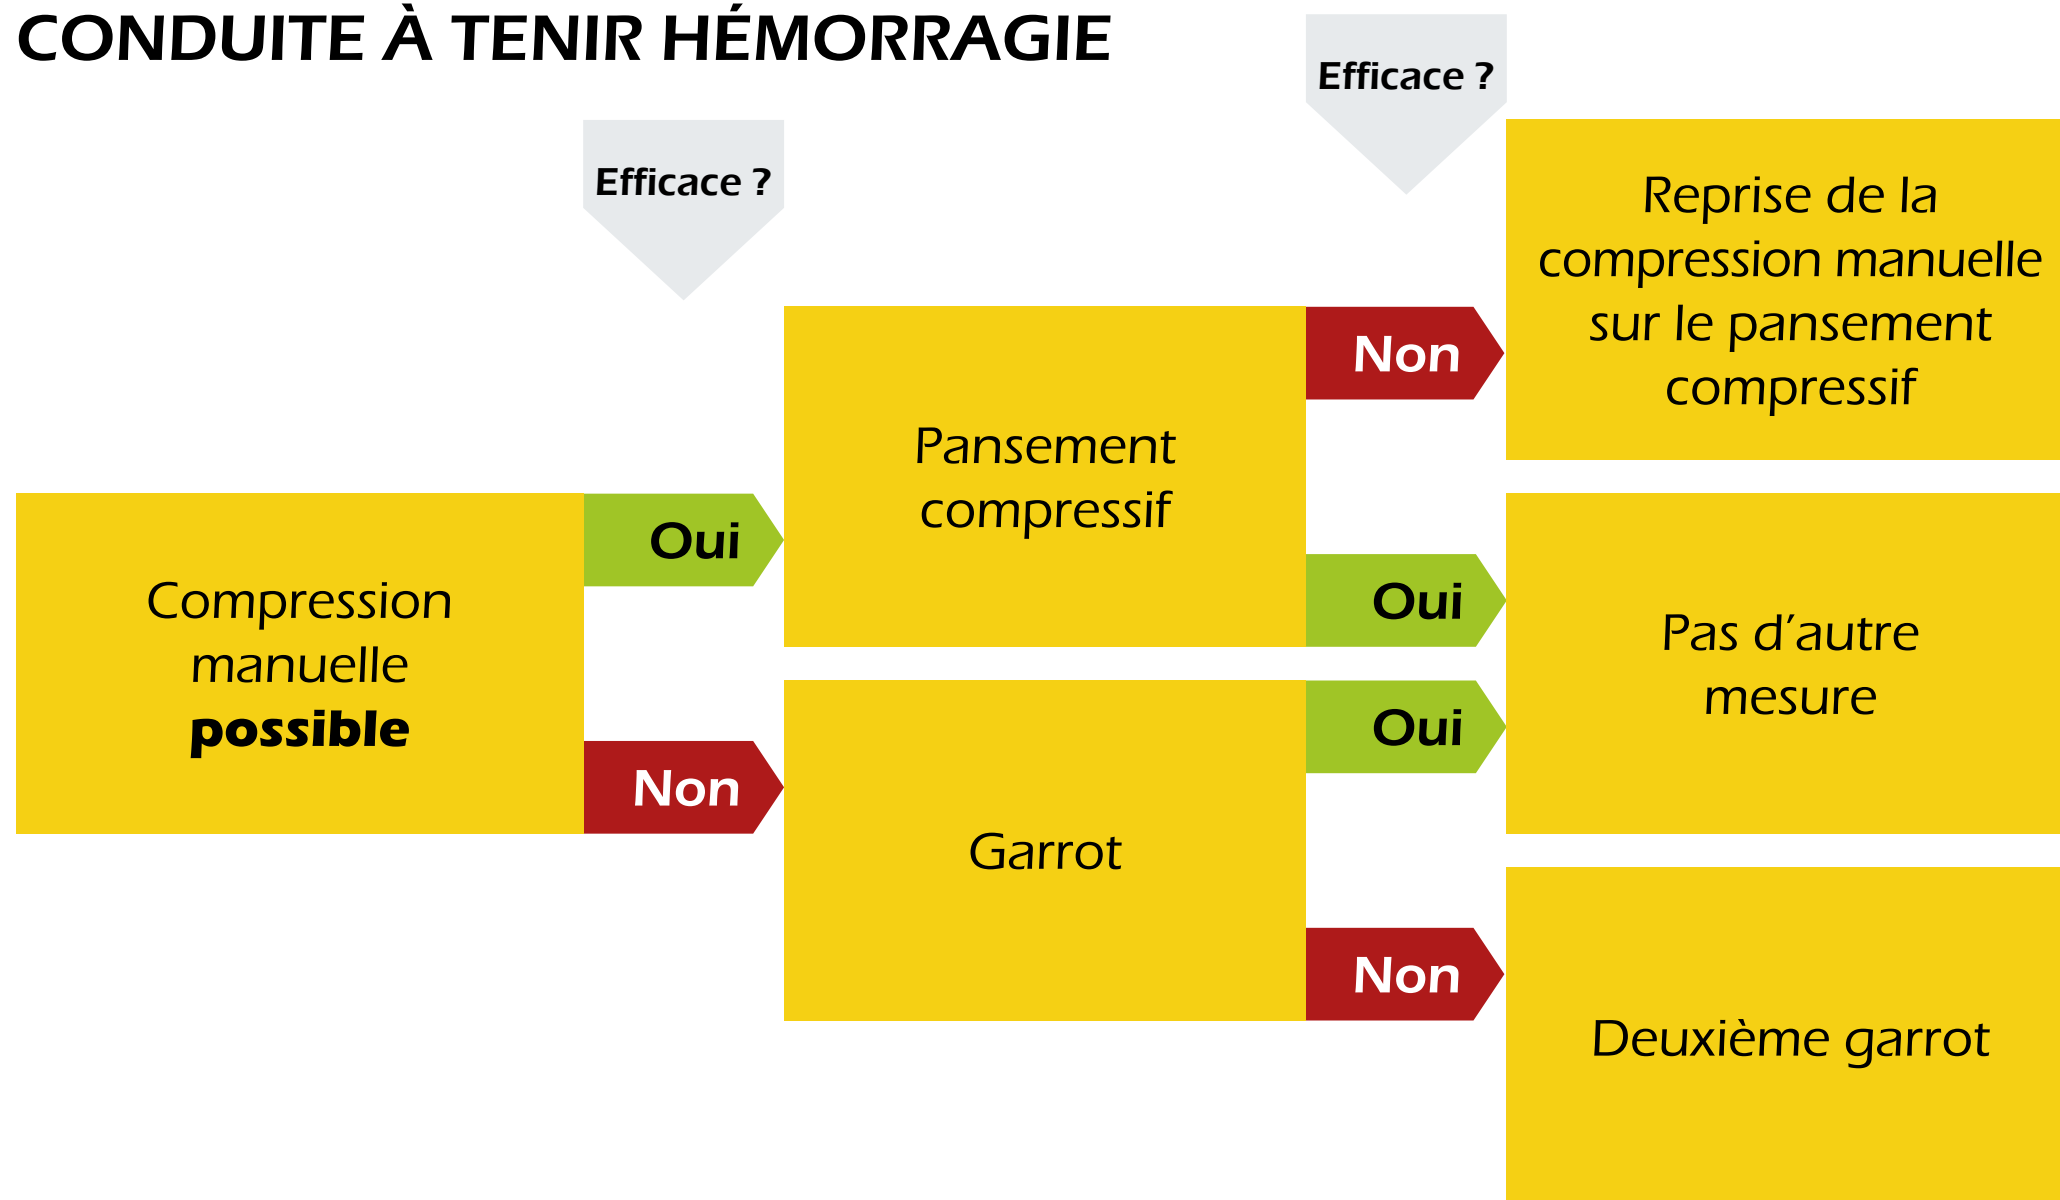 CONDUITE À TENIR HÉMORRAGIE
Efficace ?
Efficace ?
Compression
manuelle
possible
Oui
Non
Pansement
compressif
Garrot
Non
Oui
Oui
Non
Reprise de la
compression manuelle
sur le pansement
compressif
Pas d’autre
mesure
Deuxième garrot